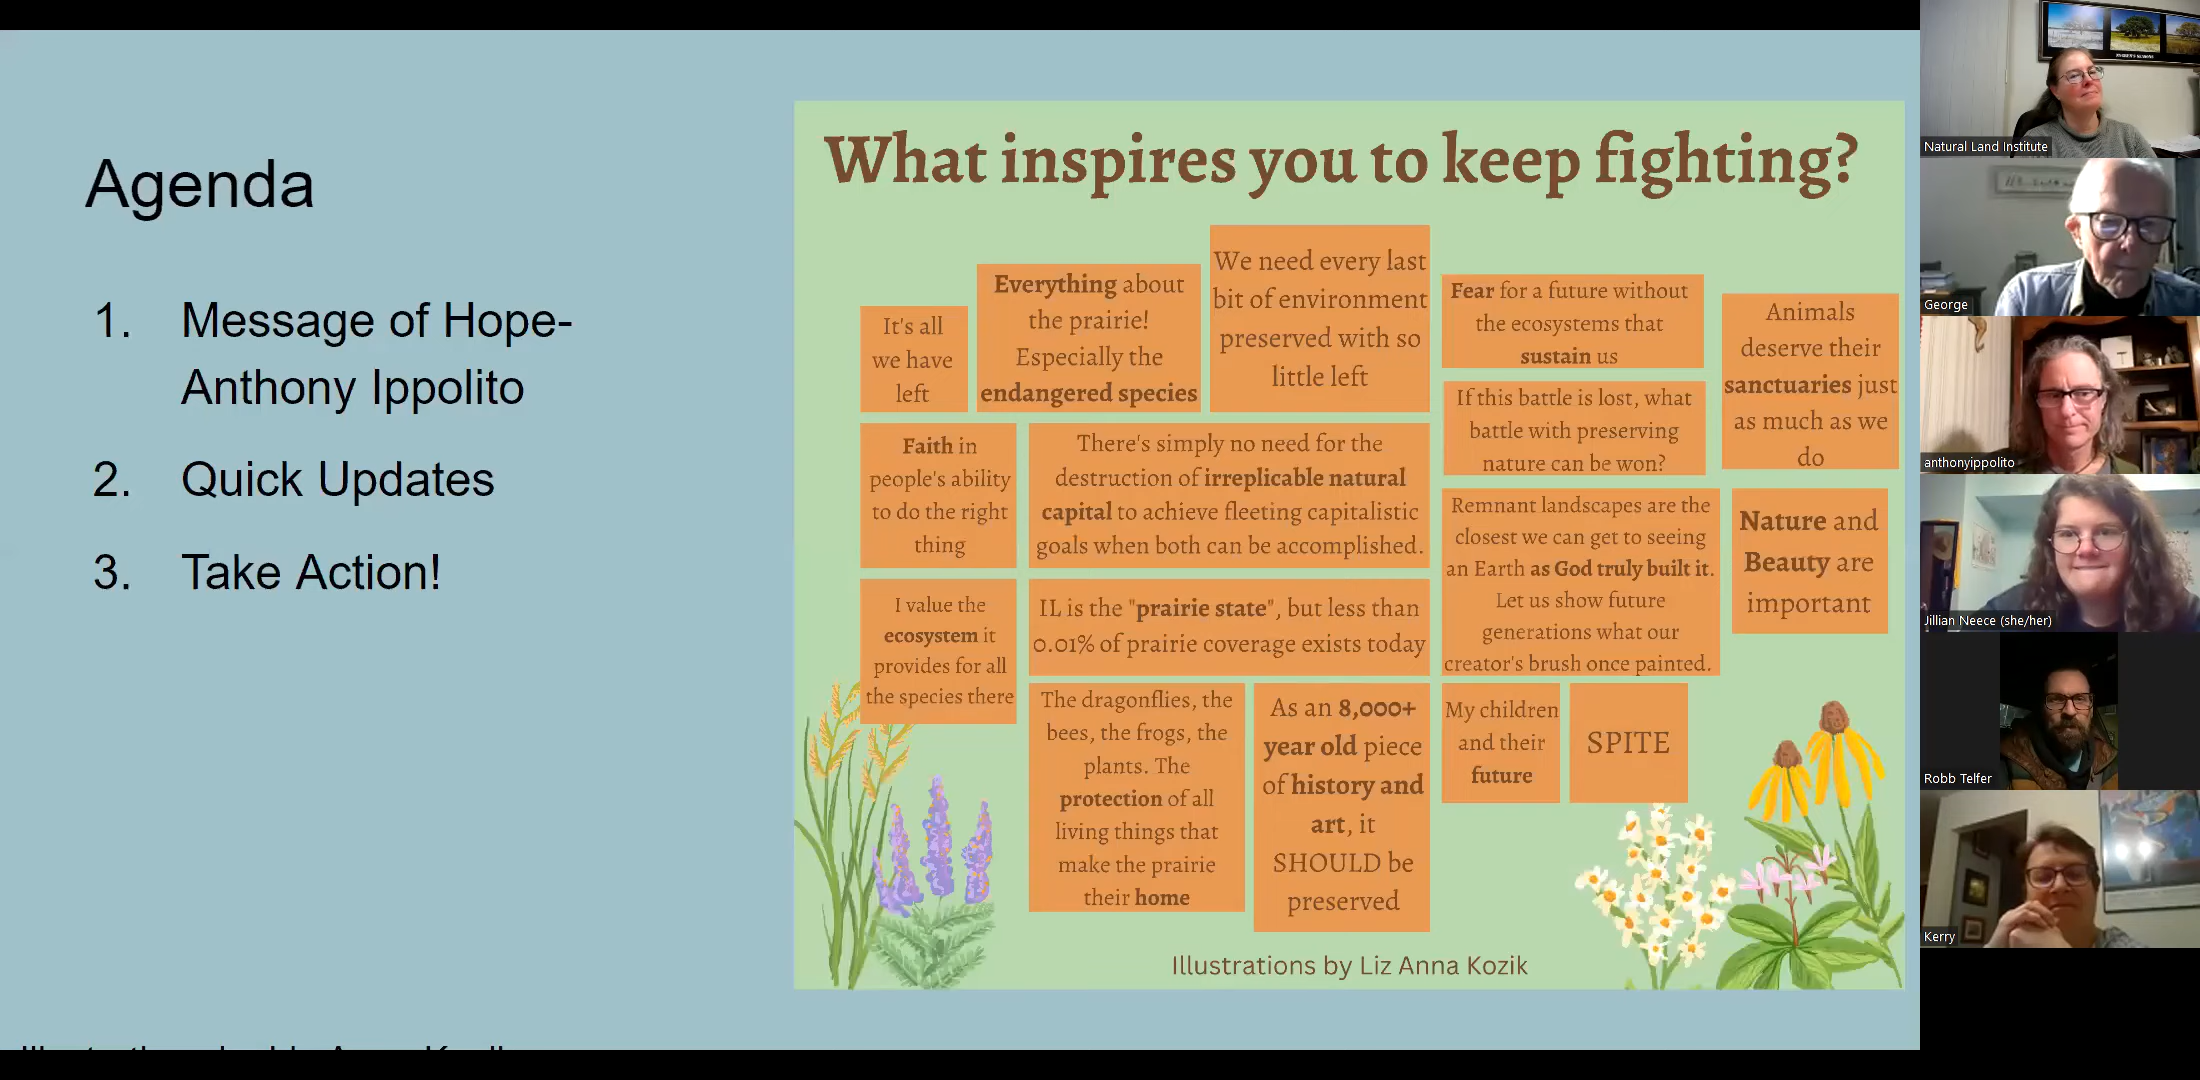 Agenda
1. Message of Hope-
Anthony Ippolito
2. Quick Updates
3. Take Action!
What inspires you to keep fighting?
It's all
we have
left
Everything about
the prairie!
Especially the
endangered species
We need every last
bit of environment
preserved with so
little left
Fear for a future without
the ecosystems that
sustain us
Animals
deserve their
sanctuaries just
as much as we
do
If this battle is lost, what
battle with preserving
nature can be won?
Faith in
people's ability
to do the right
thing
There's simply no need for the
destruction of irreplicable natural
capital to achieve fleeting capitalistic
goals when both can be accomplished.
Remnant landscapes are the
closest we can get to seeing
an Earth as God truly built it.
Let us show future
generations what our
creator's brush once painted.
Nature and
Beauty are
important
I value the
ecosystem it
provides for all
the species there
IL is the "prairie state", but less than
0.01% of prairie coverage exists today
The dragonflies, the
bees, the frogs, the
plants. The
protection of all
living things that
make the prairie
their home
As an 8,000+
year old piece
of history and
art, it
SHOULD be
preserved
My children
and their
future
SPITE
Illustrations by Liz Anna Kozik
Natural Land Institute
George
anthonyippolito
Jillian Neece (she/her)
Robb Telfer
Kerry